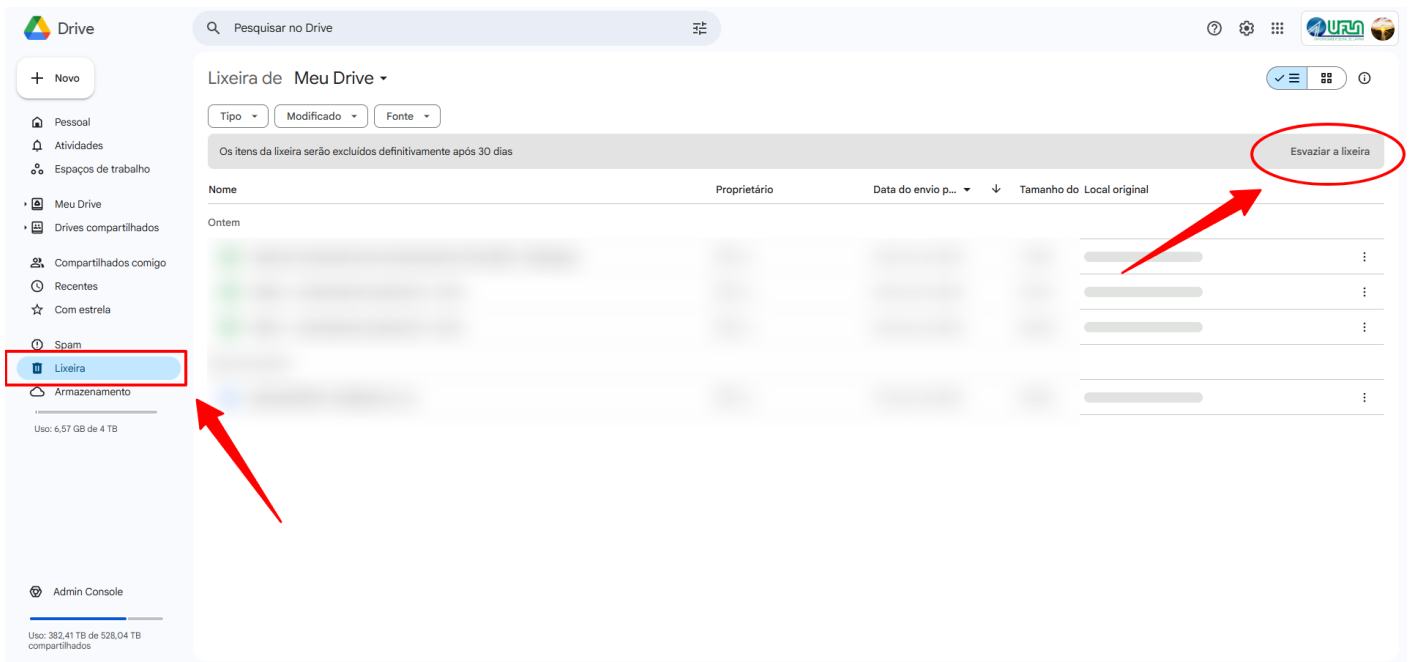 Drive
Pesquisar no Drive
UFLA
Novo
Lixeira de Meu Drive
Tipo Modificado Fonte
Os itens da lixeira serão excluídos definitivamente após 30 dias
Esvaziar a lixeira
Nome Proprietário Data do envio p... Tamanho do Local original
Ontem
Pessoal
Atividades
Espaços de trabalho
Meu Drive
Drives compartilhados
Compartilhados comigo
Recentes
Com estrela
Spam
Lixeira
Armazenamento
Uso: 6,57 GB de 4 TB
Admin Console
Uso: 382,41 TB de 528,04 TB
compartilhados